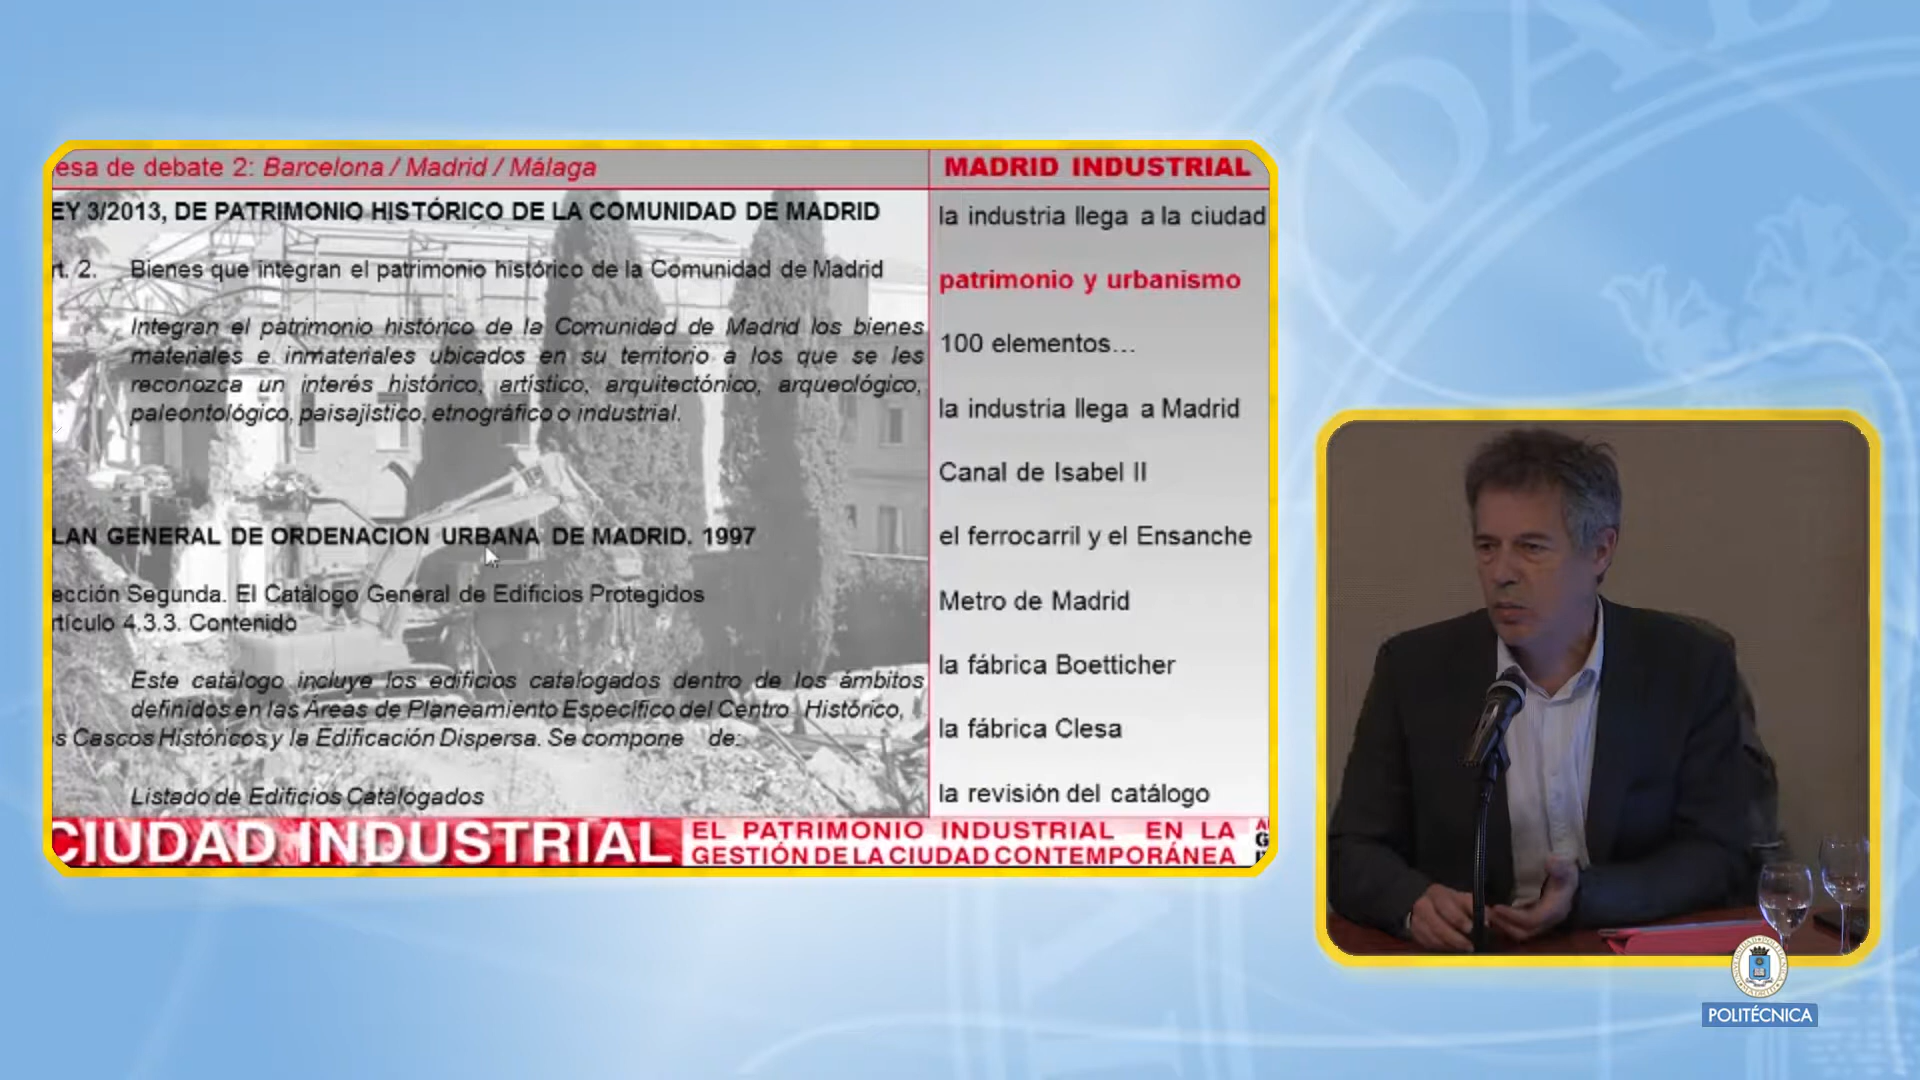 esa de debate 2: Barcelona / Madrid / Málaga
EY 3/2013, DE PATRIMONIO HISTÓRICO DE LA COMUNIDAD DE MADRID
rt. 2. Bienes que integran el patrimonio histórico de la Comunidad de Madrid
Integran el patrimonio histórico de la Comunidad de Madrid los bienes
materiales e inmateriales ubicados en su territorio a los que se les
reconozca un interés histórico, artístico, arquitectónico, arqueológico,
paleontológico, paisajístico, etnográfico o industrial.
LAN GENERAL DE ORDENACION URBANA DE MADRID. 1997
ección Segunda. El Catálogo General de Edificios Protegidos
rtículo 4.3.3. Contenido
Este catálogo incluye los edificios catalogados dentro de los ámbitos
definidos en las Áreas de Planeamiento Específico del Centro Histórico,
s Cascos Históricos y la Edificación Dispersa. Se compone de:
Listado de Edificios Catalogados
MADRID INDUSTRIAL
la industria llega a la ciudad
patrimonio y urbanismo
100 elementos...
la industria llega a Madrid
Canal de Isabel II
el ferrocarril y el Ensanche
Metro de Madrid
la fábrica Boetticher
la fábrica Clesa
la revisión del catálogo
CIUDAD INDUSTRIAL
EL PATRIMONIO INDUSTRIAL EN LA
GESTIÓN DE LA CIUDAD CONTEMPORÁNEA
POLITÉCNICA